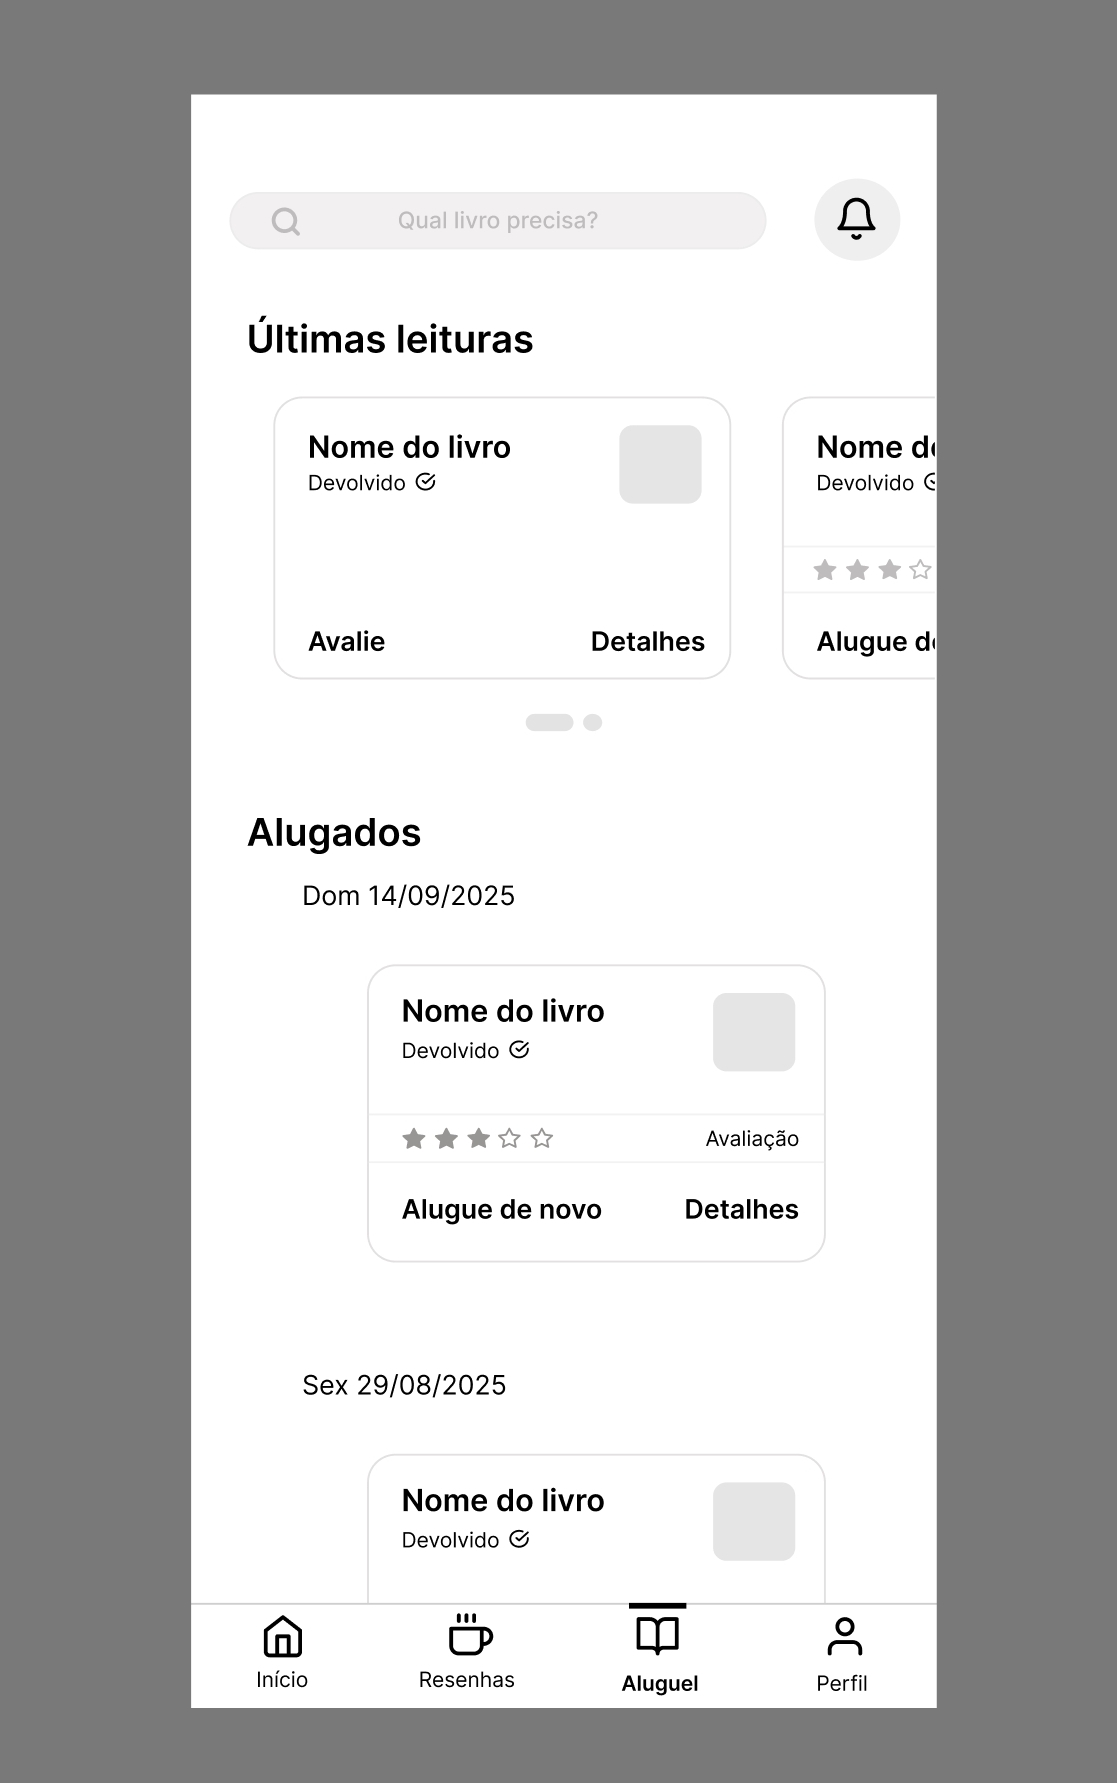 Qual livro precisa?
Últimas leituras
Nome do livro
Devolvido
Avalie
Detalhes
Nome
Devolvido
Alugue
Alugados
Dom 14/09/2025
Nome do livro
Devolvido
Avaliação
Alugue de novo
Detalhes
Sex 29/08/2025
Nome do livro
Devolvido
Início
Resenhas
Aluguel
Perfil